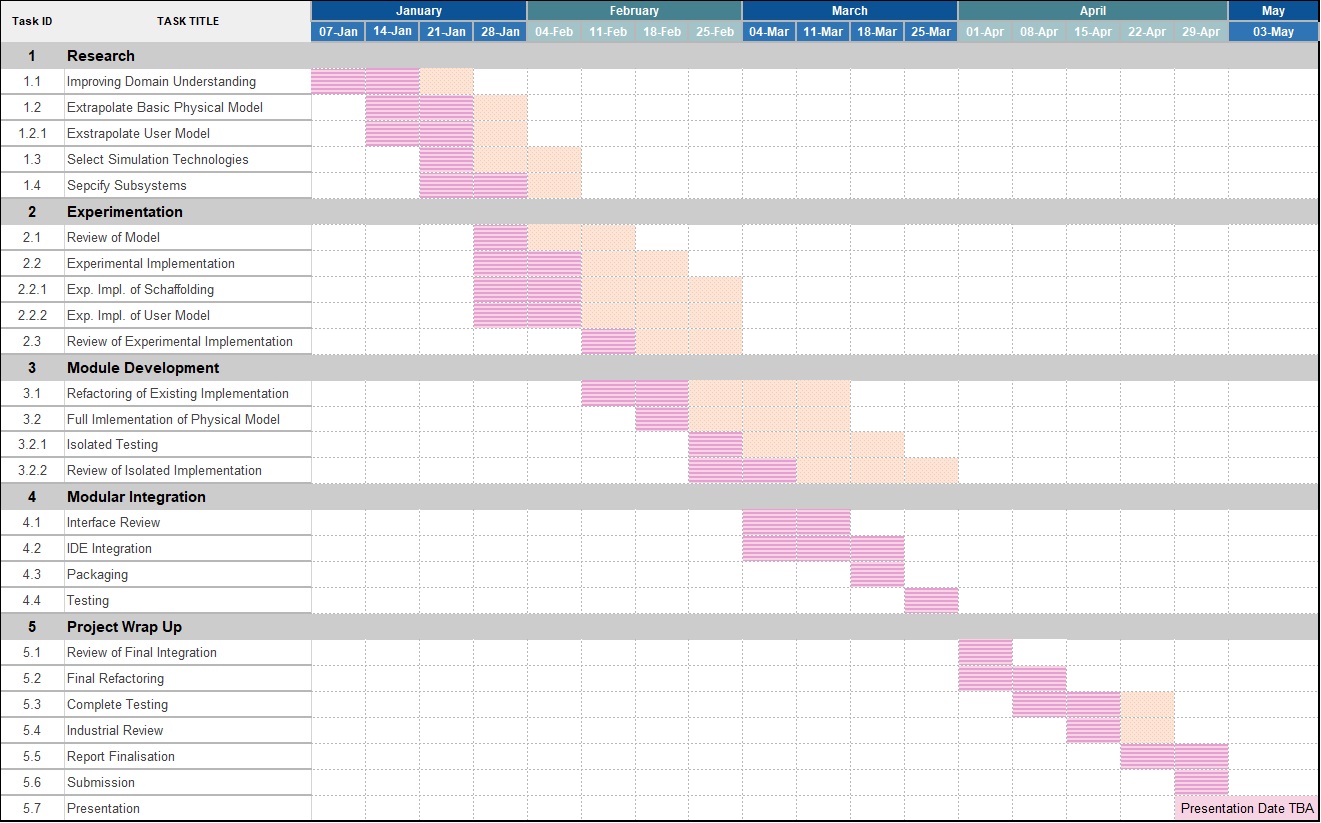 Task ID TASK TITLE January February March April May
07-Jan 14-Jan 21-Jan 28-Jan 04-Feb 11-Feb 18-Feb 25-Feb 04-Mar 11-Mar 18-Mar 25-Mar 01-Apr 08-Apr 15-Apr 22-Apr 29-Apr 03-May
1 Research
1.1 Improving Domain Understanding
1.2 Extrapolate Basic Physical Model
1.2.1 Exstrapolate User Model
1.3 Select Simulation Technologies
1.4 Sepcify Subsystems
2 Experimentation
2.1 Review of Model
2.2 Experimental Implementation
2.2.1 Exp. Impl. of Schaffolding
2.2.2 Exp. Impl. of User Model
2.3 Review of Experimental Implementation
3 Module Development
3.1 Refactoring of Existing Implementation
3.2 Full Imlementation of Physical Model
3.2.1 Isolated Testing
3.2.2 Review of Isolated Implementation
4 Modular Integration
4.1 Interface Review
4.2 IDE Integration
4.3 Packaging
4.4 Testing
5 Project Wrap Up
5.1 Review of Final Integration
5.2 Final Refactoring
5.3 Complete Testing
5.4 Industrial Review
5.5 Report Finalisation
5.6 Submission
5.7 Presentation Presentation Date TBA